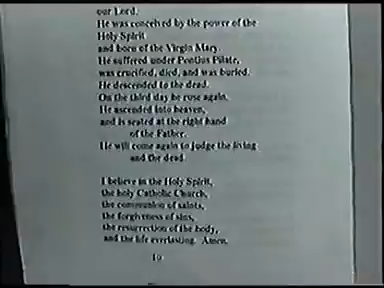 our Lord.
He was conceived by the power of the
Holy Spirit
and born of the Virgin Mary.
He suffered under Pontius Pilate,
was crucified, died, and was buried.
He descended to the dead.
On the third day he rose again.
He ascended into heaven,
and is seated at the right hand
of the Father.
He will come again to judge the living
and the dead.
I believe in the Holy Spirit,
the holy Catholic Church,
the communion of saints,
the forgiveness of sins,
the resurrection of the body,
and the life everlasting. Amen.
10